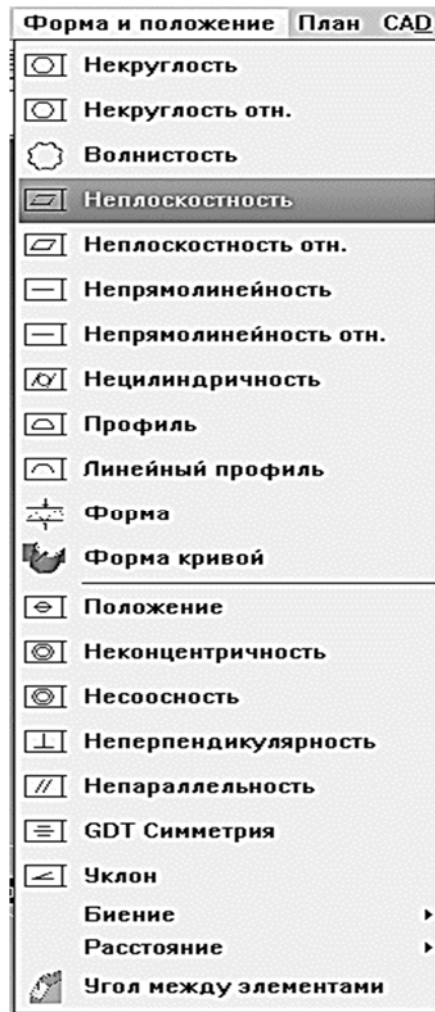 Форма и положение План CAD
Некруглость
Некруглость отн.
Волнистость
Неплоскостность
Неплоскостность отн.
Непрямолинейность
Непрямолинейность отн.
Нецилиндричность
Профиль
Линейный профиль
Форма
Форма кривой
Положение
Неконцентричность
Несоосность
Неперпендикулярность
Непараллельность
GDT Симметрия
Уклон
Биение
Расстояние
Угол между элементами